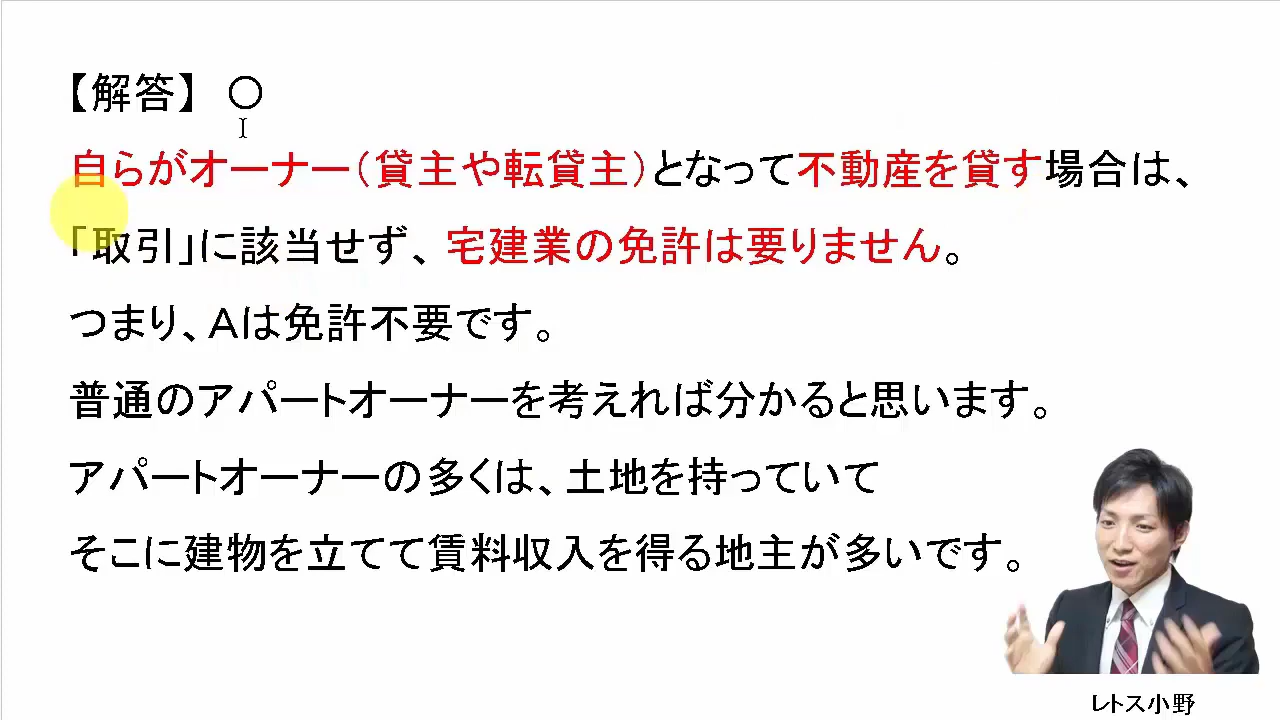 【解答】 ○
自らがオーナー(貸主や転貸主)となって不動産を貸す場合は、
「取引」に該当せず、宅建業の免許は要りません。
つまり、Aは免許不要です。
普通のアパートオーナーを考えれば分かると思います。
アパートオーナーの多くは、土地を持っていて
そこに建物を立てて賃料収入を得る地主が多いです。
レトス小野